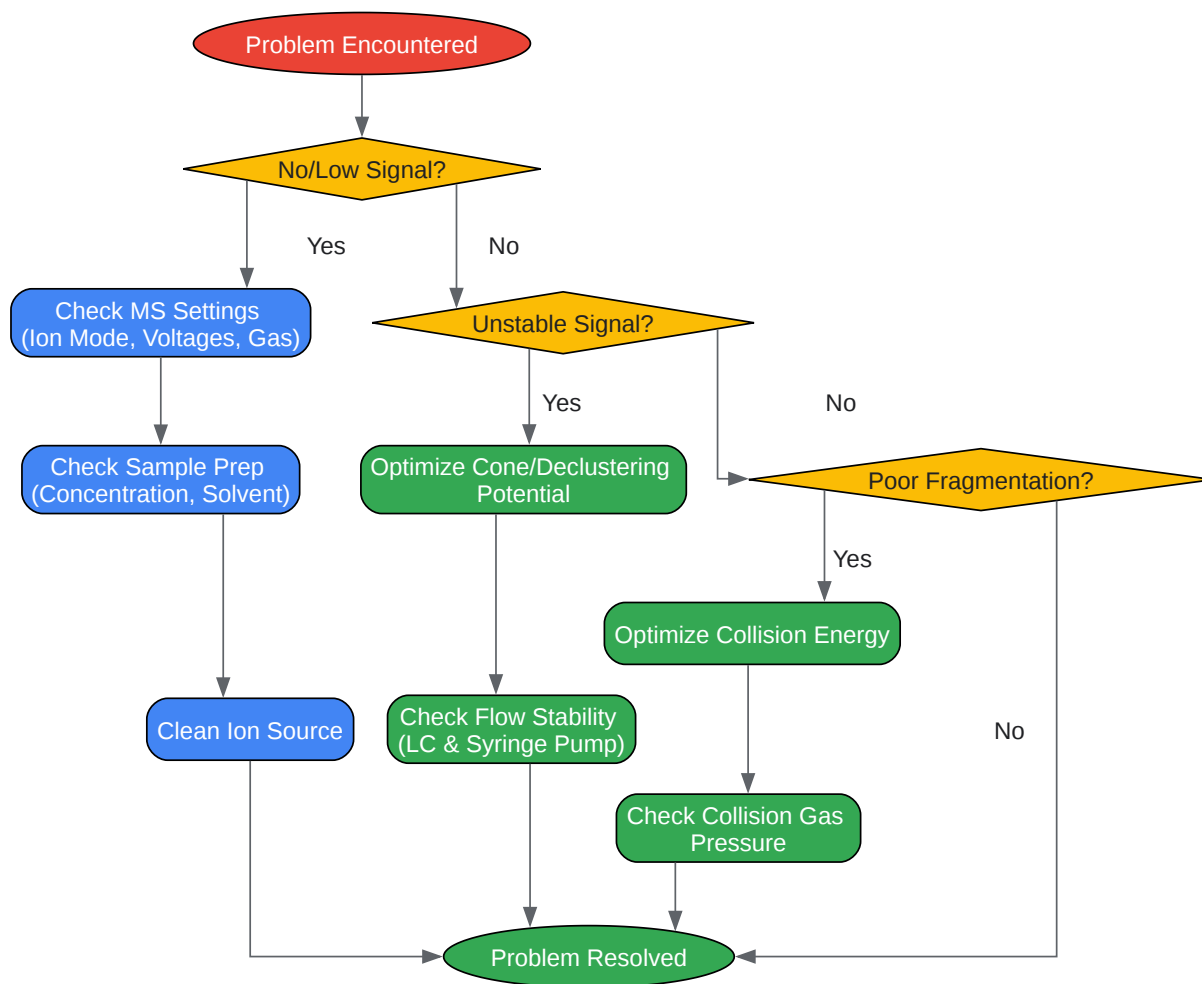 Problem Encountered
No/Low Signal?
Yes
No
Check MS Settings
(Ion Mode, Voltages, Gas)
Unstable Signal?
Yes
No
Check Sample Prep
(Concentration, Solvent)
Optimize Cone/Declustering
Potential
Poor Fragmentation?
Yes
Optimize Collision Energy
Clean Ion Source
Check Flow Stability
(LC & Syringe Pump)
No
Check Collision Gas
Pressure
Problem Resolved